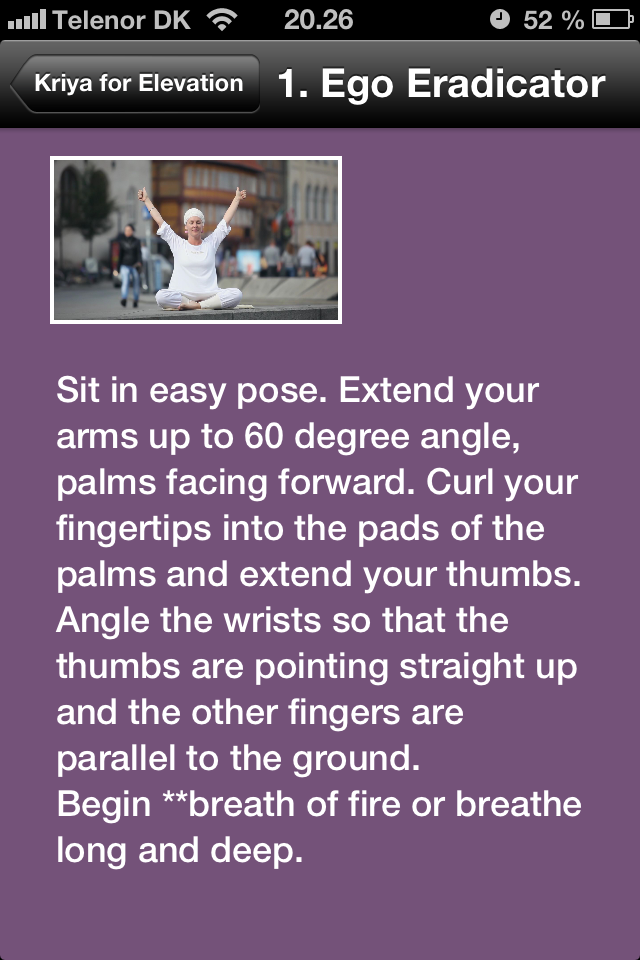 Telenor DK 20.26 52 %
Kriya for Elevation 1. Ego Eradicator
Sit in easy pose. Extend your
arms up to 60 degree angle,
palms facing forward. Curl your
fingertips into the pads of the
palms and extend your thumbs.
Angle the wrists so that the
thumbs are pointing straight up
and the other fingers are
parallel to the ground.
Begin **breath of fire or breathe
long and deep.